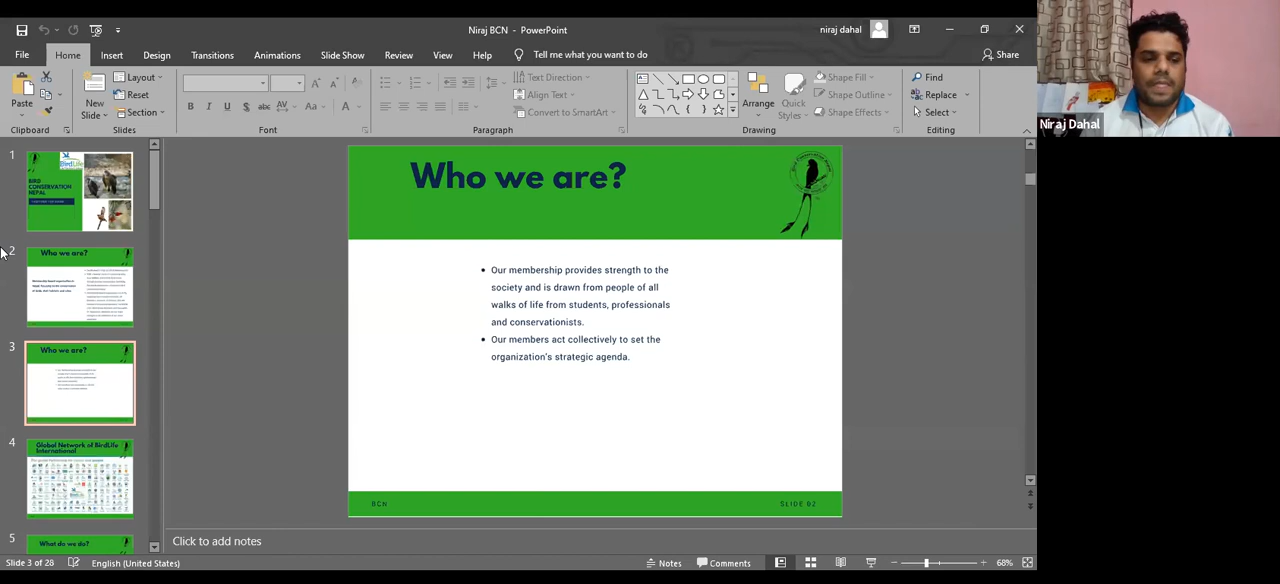 Niraj BCN - PowerPoint
niraj dahal
File Home Insert Design Transitions Animations Slide Show Review View Help Tell me what you want to do Share
Paste
Clipboard
New Slide
Layout
Reset
Section
Slides
Font
Text Direction
Align Text
Convert to SmartArt
Paragraph
Arrange
Quick Styles
Shape Fill
Shape Outline
Shape Effects
Drawing
Find
Replace
Select
Editing
Niraj Dahal
1
BirdLife
BIRD
CONSERVATION
NEPAL
2
Who we are?
3
Who we are?
4
Global Network of BirdLife
International
5
What do we do?
Who we are?
• Our membership provides strength to the
society and is drawn from people of all
walks of life from students, professionals
and conservationists.
• Our members act collectively to set the
organization's strategic agenda.
BCN SLIDE 02
Click to add notes
Slide 3 of 28 English (United States) Notes Comments 68%